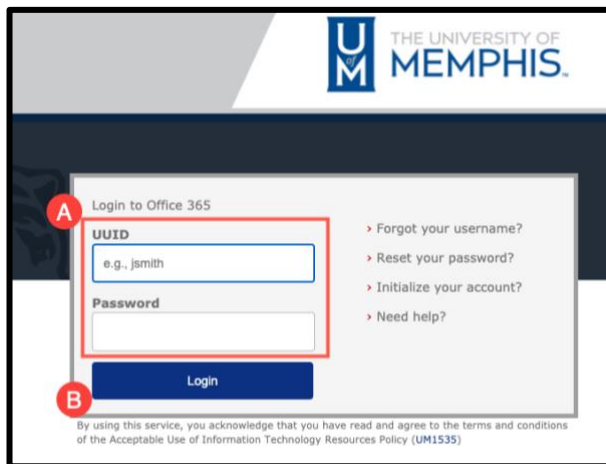 U
of
M
THE UNIVERSITY OF
MEMPHIS™
A
Login to Office 365
UUID
e.g., jsmith
Password
Login
B
› Forgot your username?
› Reset your password?
› Initialize your account?
› Need help?
By using this service, you acknowledge that you have read and agree to the terms and conditions
of the Acceptable Use of Information Technology Resources Policy (UM1535)